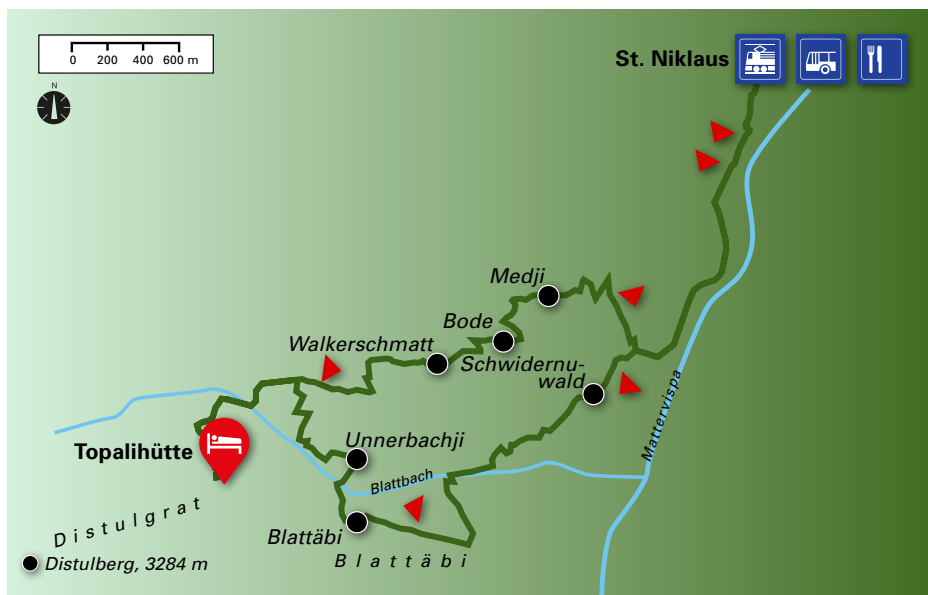 0 200 400 600 m
N
St. Niklaus
Medji
Bode
Walkerschmatt
Schwidernu-
wald
Mattervispa
Unnerbachji
Topalihütte
Blattbach
Distulgrat
Blattäbi
Blattäbi
Distulberg, 3284 m